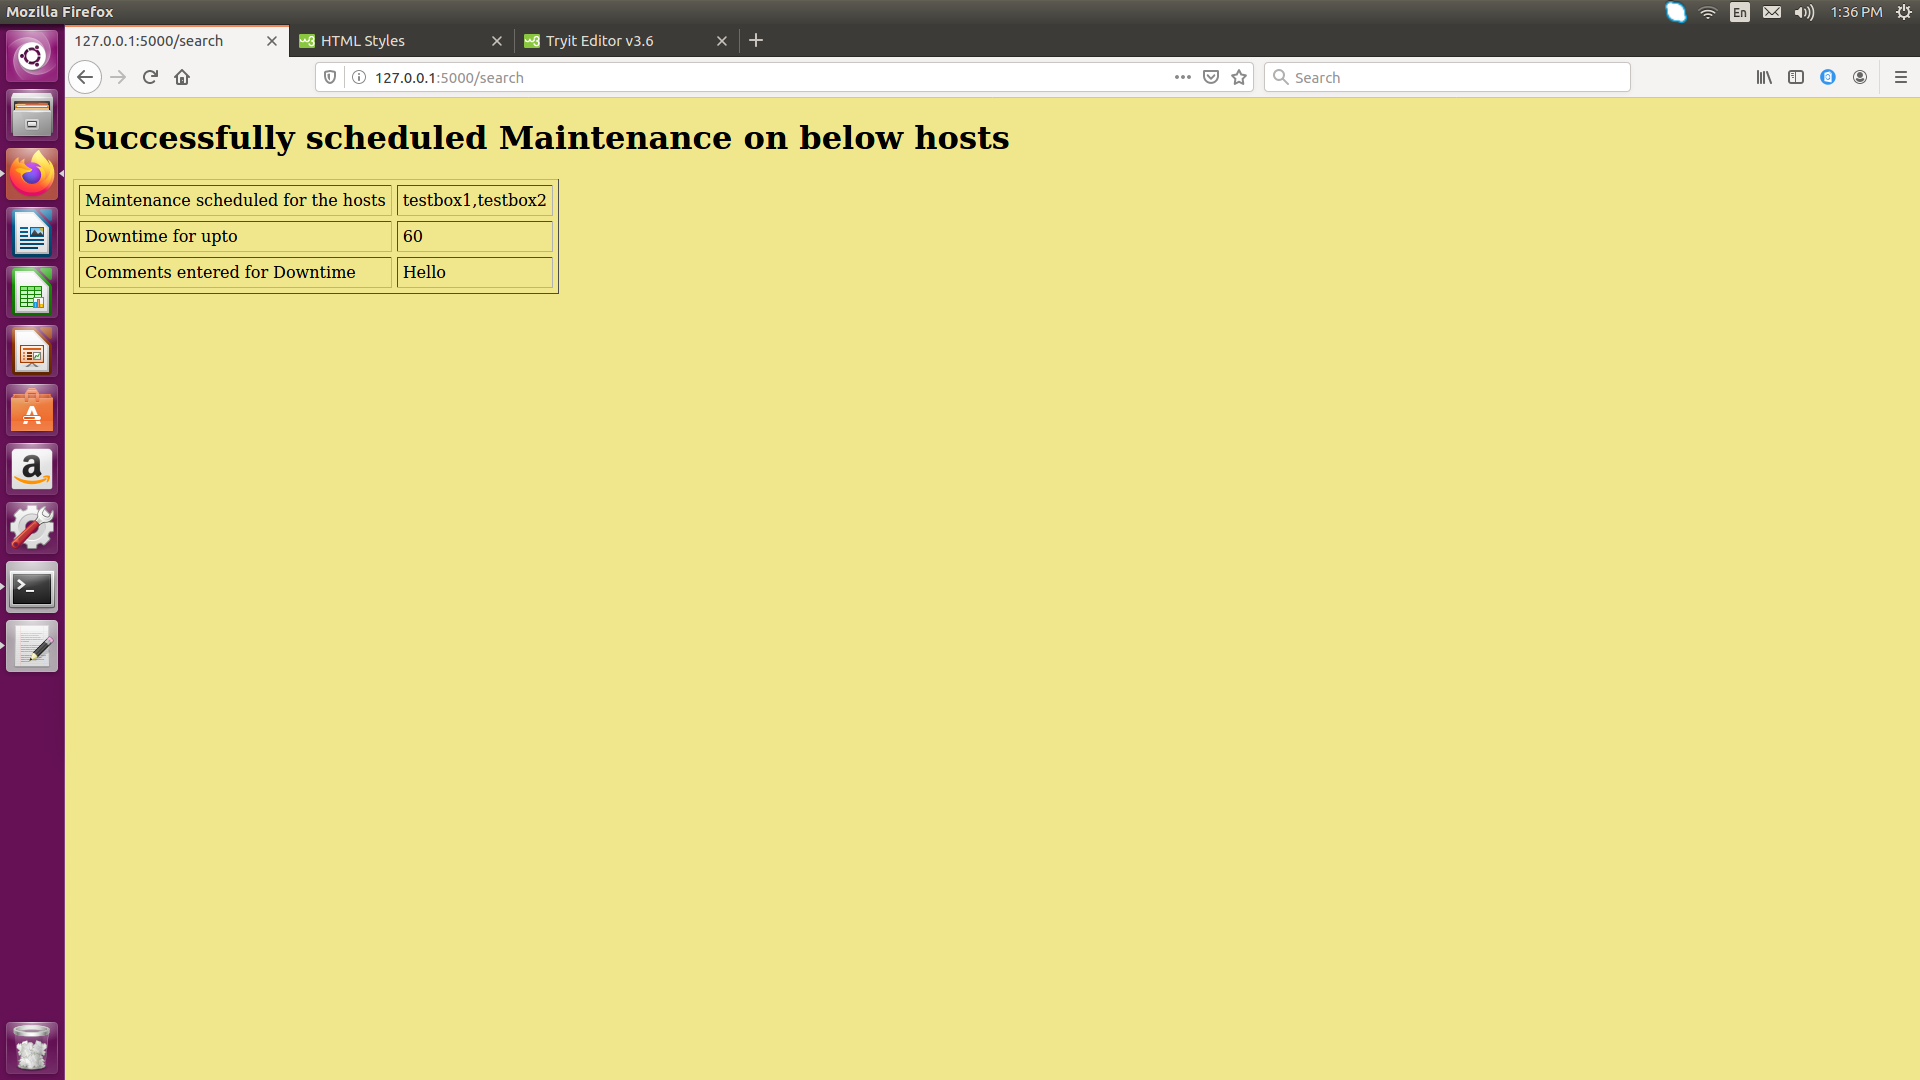 Mozilla Firefox
En
1:36 PM
127.0.0.1:5000/search
HTML Styles
Tryit Editor v3.6
127.0.0.1:5000/search
Search
Successfully scheduled Maintenance on below hosts
Maintenance scheduled for the hosts testbox1,testbox2
Downtime for upto 60
Comments entered for Downtime Hello